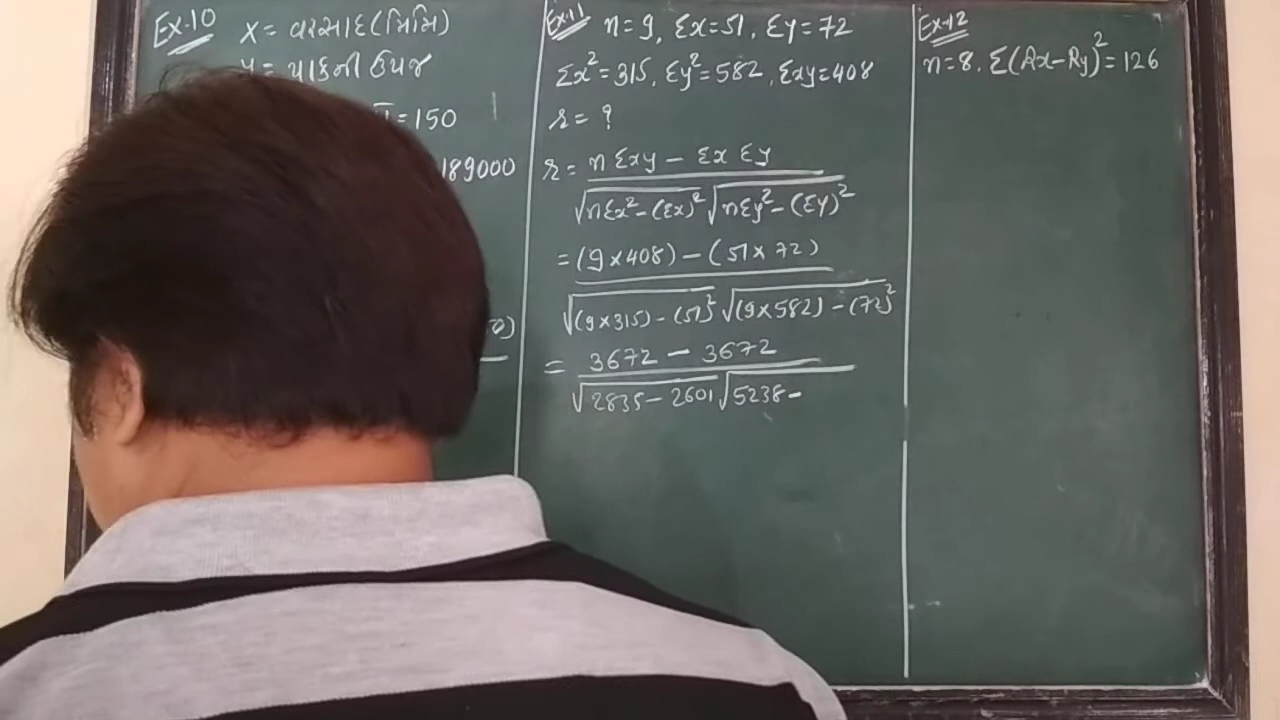 Ex-10 x = વરસાદ (મિમિ)
y = પાકની ઉપજ
= 150
189000
Ex-11 n=9, Σx=51, Σy=72
Σx²=315, Σy²=582, Σxy=408
r = ?
r = n Σxy - Σx Σy
√nΣx² - (Σx)² √nΣy² - (Σy)²
= (9×408) - (51×72)
√(9×315) - (51)² √(9×582) - (72)²
= 3672 - 3672
√2835 - 2601 √5238 -
Ex-12
n=8, Σ(Rx-Ry)²=126